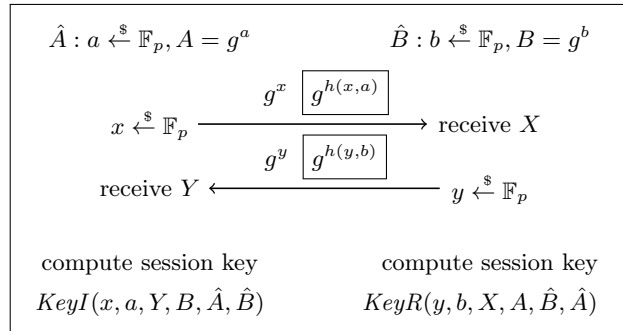 Â : a ←$ 𝔽_p, A = g^a    B̂ : b ←$ 𝔽_p, B = g^b
g^x g^{h(x,a)}
x ←$ 𝔽_p    receive X
g^y g^{h(y,b)}
receive Y    y ←$ 𝔽_p
compute session key    compute session key
KeyI(x, a, Y, B, Â, B̂)    KeyR(y, b, X, A, B̂, Â)